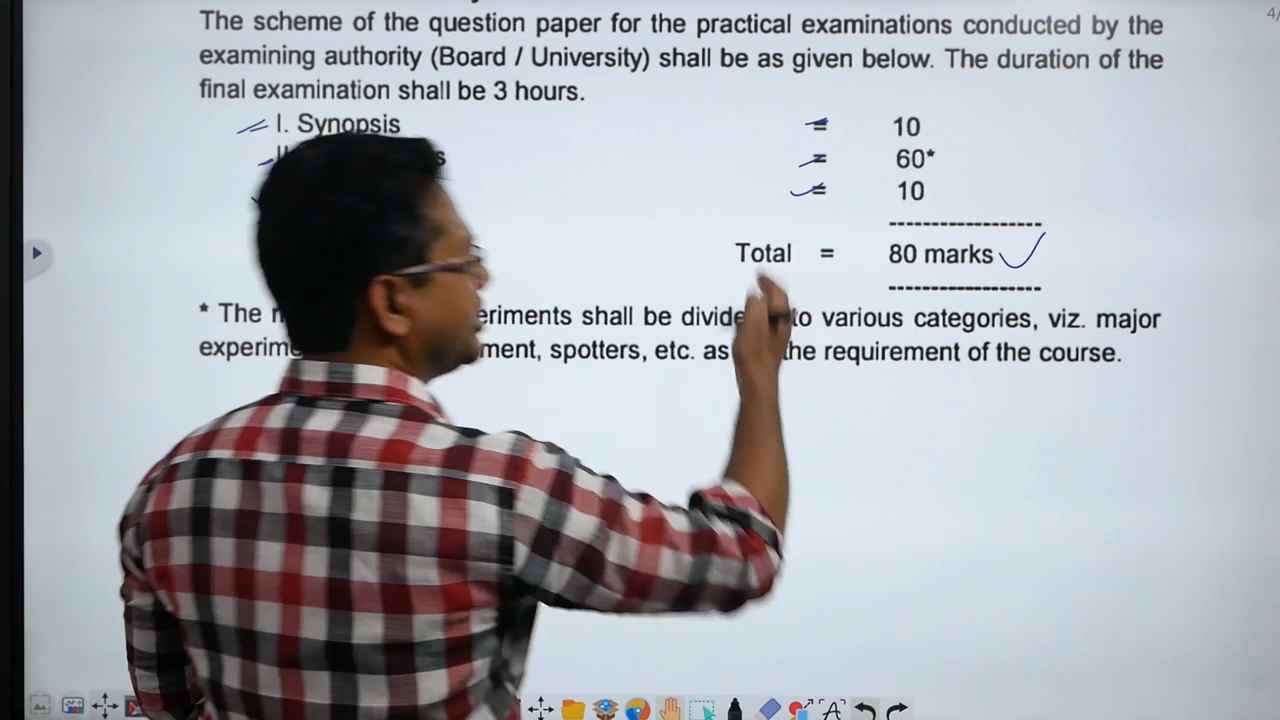 4/
The scheme of the question paper for the practical examinations conducted by the
examining authority (Board / University) shall be as given below. The duration of the
final examination shall be 3 hours.
I. Synopsis = 10
= 60*
= 10
Total = 80 marks
* The eriments shall be divide to various categories, viz. major
experime ment, spotters, etc. as the requirement of the course.